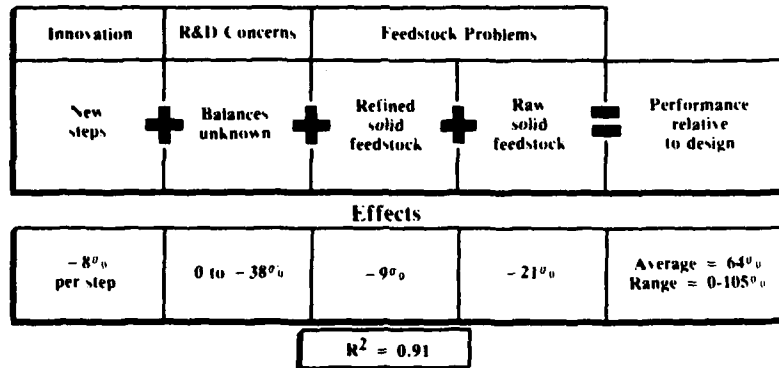 Innovation
R&D Concerns
Feedstock Problems
New
steps
+
Balances
unknown
+
Refined
solid
feedstock
+
Raw
solid
feedstock
=
Performance
relative
to design
Effects
-8%
per step
0 to -38%
-9%
-21%
Average = 64%
Range = 0-105%
R² = 0.91